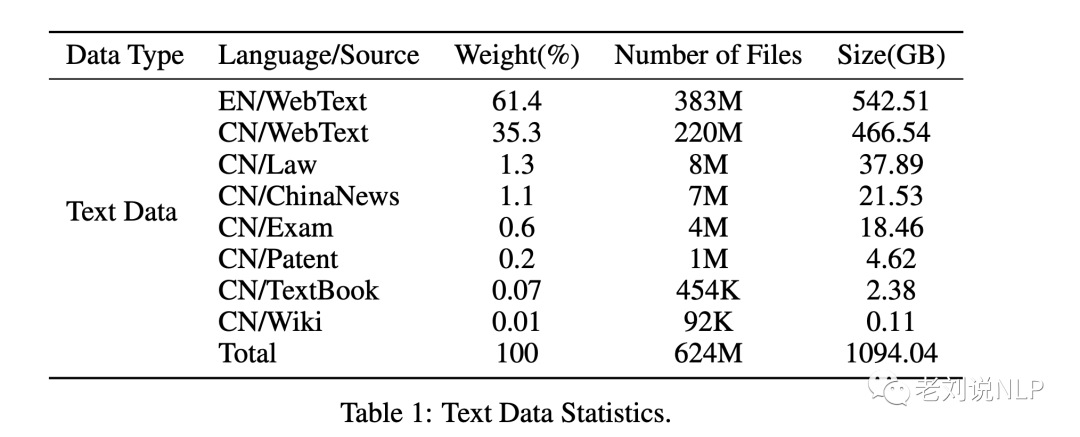 Data Type Language/Source Weight(%) Number of Files Size(GB)
EN/WebText 61.4 383M 542.51
CN/WebText 35.3 220M 466.54
CN/Law 1.3 8M 37.89
CN/ChinaNews 1.1 7M 21.53
Text Data
CN/Exam 0.6 4M 18.46
CN/Patent 0.2 1M 4.62
CN/TextBook 0.07 454K 2.38
CN/Wiki 0.01 92K 0.11
Total 100 624M 1094.04
老刘说NLP
Table 1: Text Data Statistics.